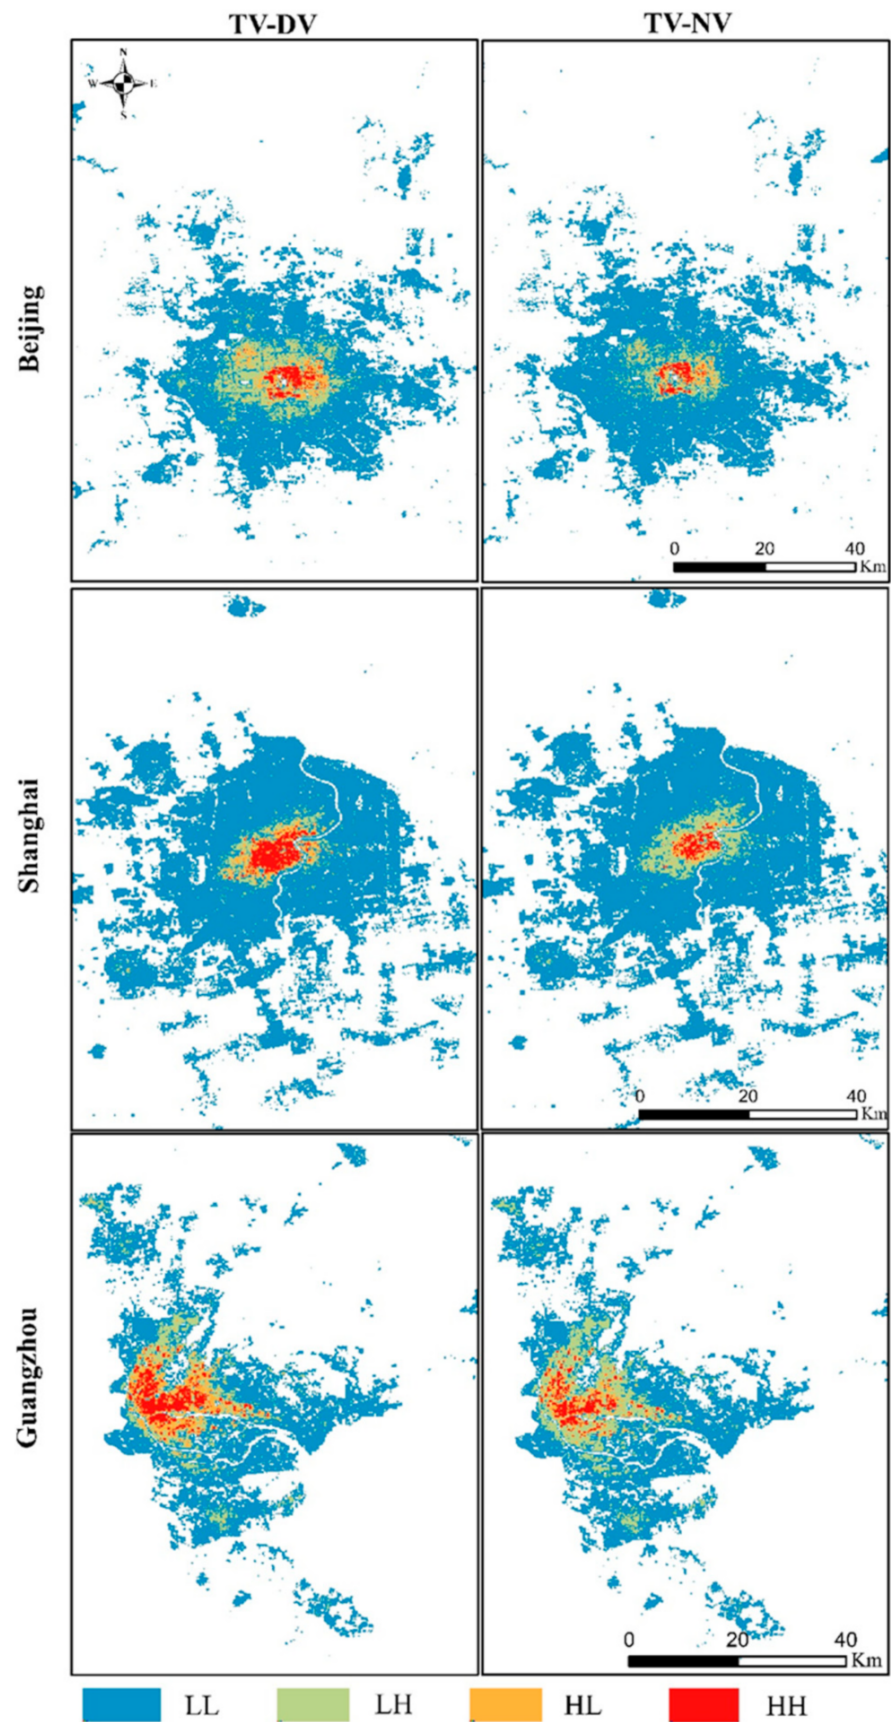 TV-DV TV-NV
N
W E
S
Beijing
0 20 40
Km
Shanghai
0 20 40
Km
Guangzhou
0 20 40
Km
LL LH HL HH